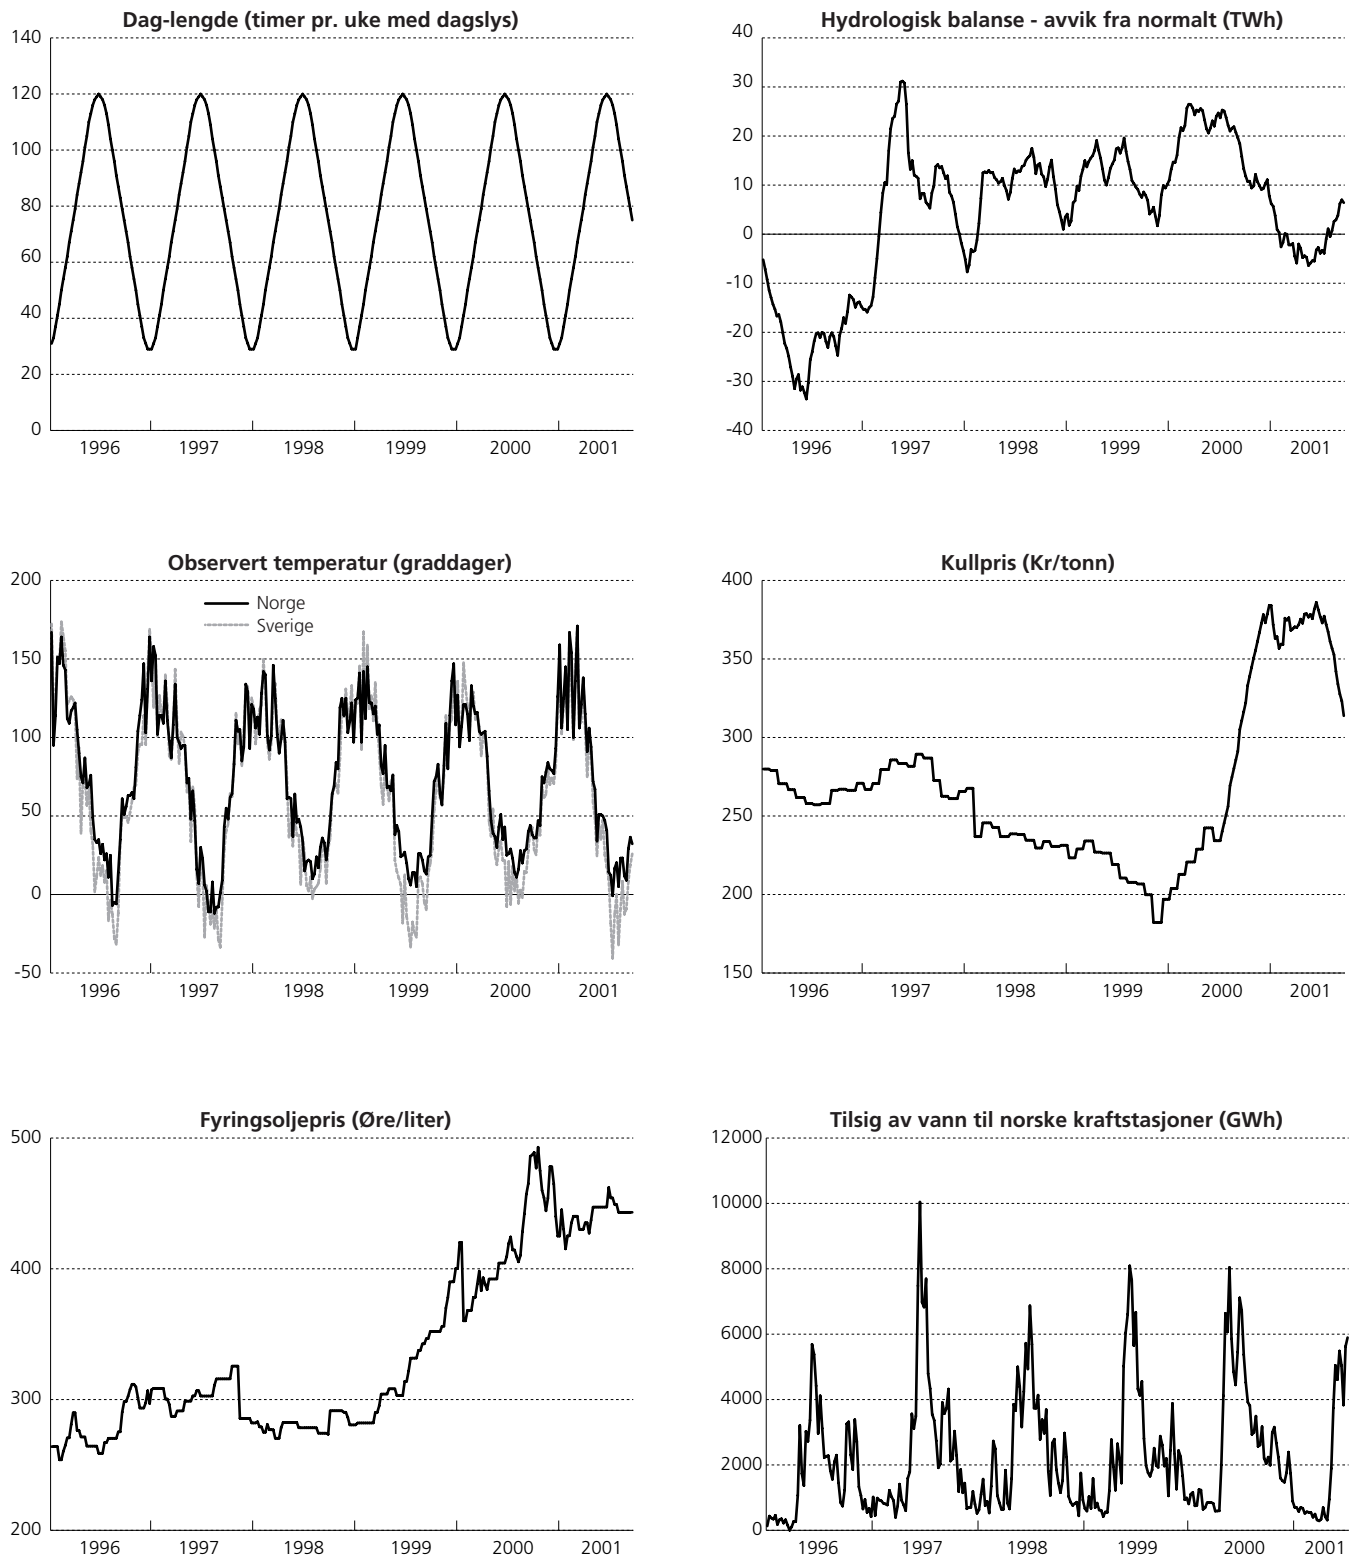 Dag-lengde (timer pr. uke med dagslys)
140
120
100
80
60
40
20
0
1996 1997 1998 1999 2000 2001
Hydrologisk balanse - avvik fra normalt (TWh)
40
30
20
10
0
-10
-20
-30
-40
1996 1997 1998 1999 2000 2001
Observert temperatur (graddager)
200
150
100
50
0
-50
Norge
Sverige
1996 1997 1998 1999 2000 2001
Kullpris (Kr/tonn)
400
350
300
250
200
150
1996 1997 1998 1999 2000 2001
Fyringsoljepris (Øre/liter)
500
400
300
200
1996 1997 1998 1999 2000 2001
Tilsig av vann til norske kraftstasjoner (GWh)
12000
10000
8000
6000
4000
2000
0
1996 1997 1998 1999 2000 2001